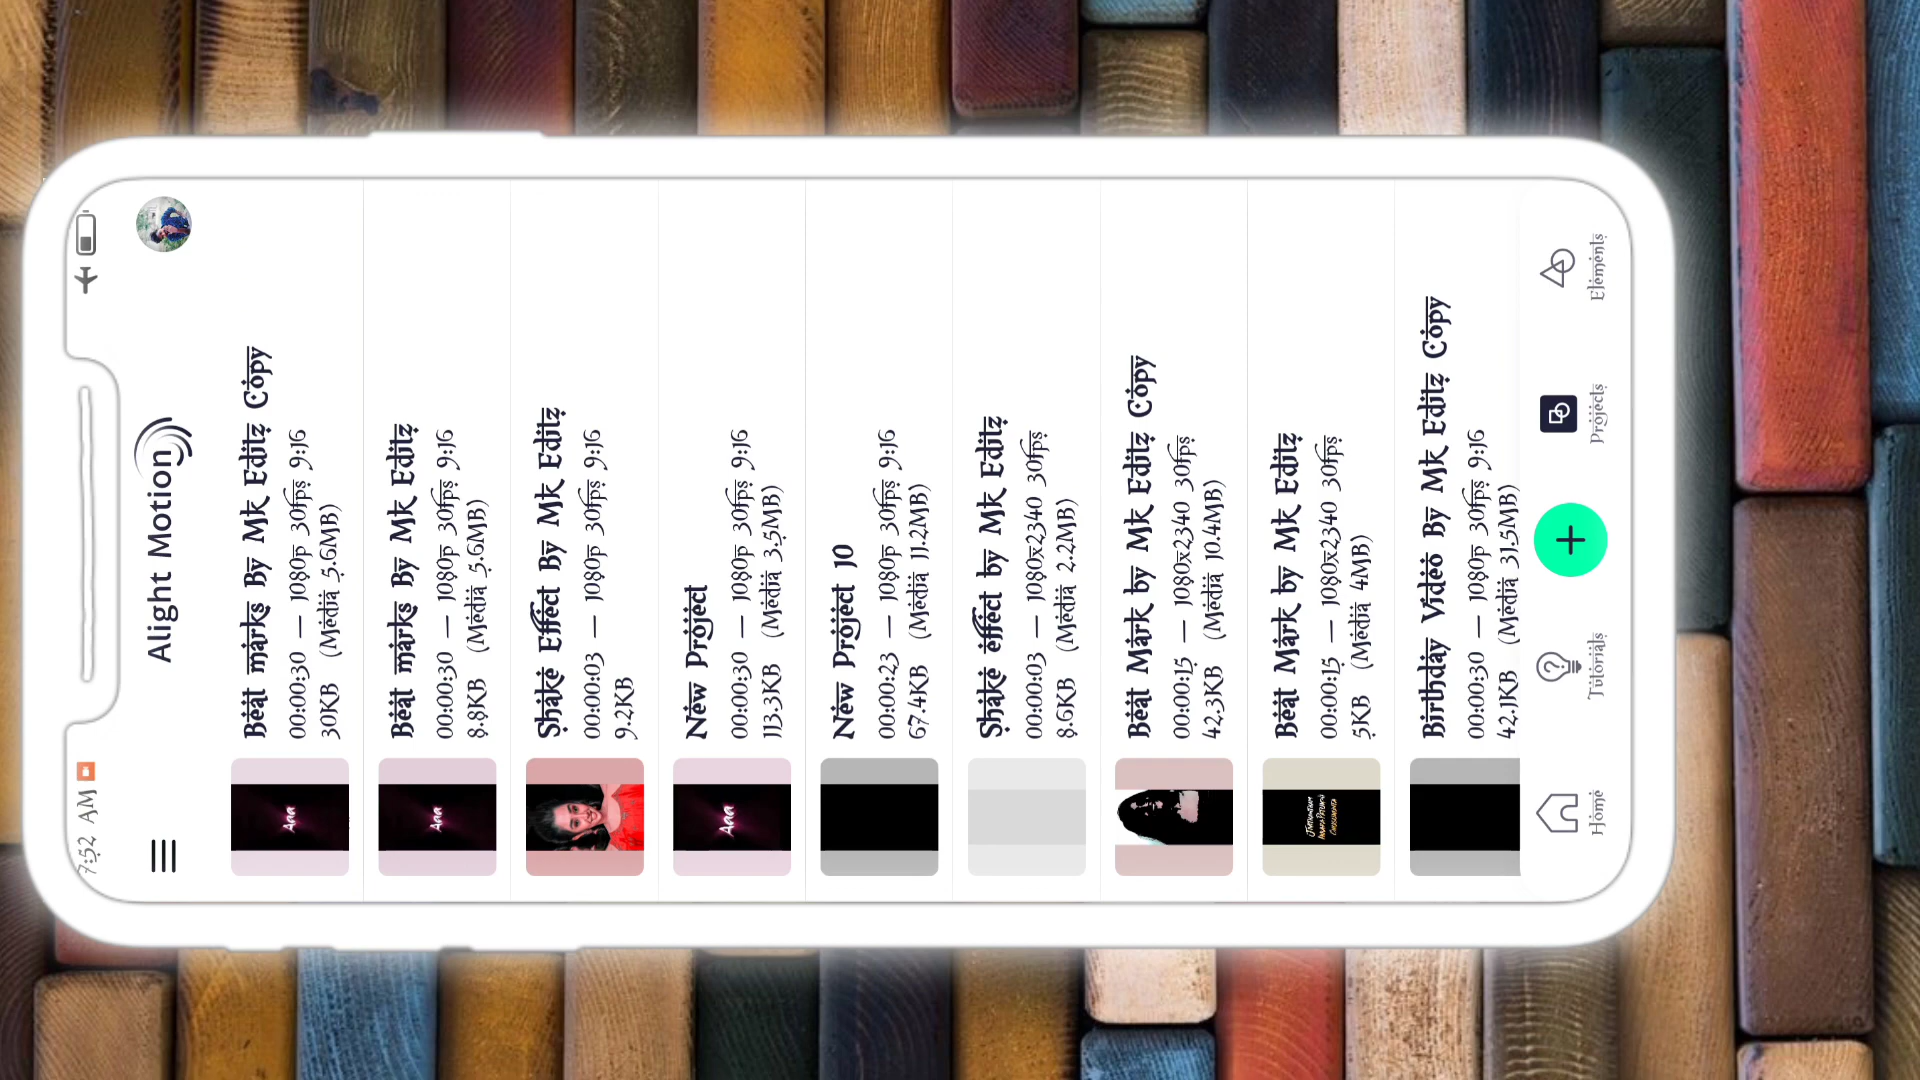 7:52 AM
Alight Motion
Beat marks By Mk Editz Copy
00:00:30 — 1080p 30fps 9:16
30KB (Media 5.6MB)
Beat marks By Mk Editz
00:00:30 — 1080p 30fps 9:16
8.8KB (Media 5.6MB)
Shake Effect By Mk Editz
00:00:03 — 1080p 30fps 9:16
9.2KB
New Project
00:00:30 — 1080p 30fps 9:16
113.3KB (Media 3.5MB)
New Project 10
00:00:23 — 1080p 30fps 9:16
67.4KB (Media 11.2MB)
Shake effect by Mk Editz
00:00:03 — 1080x2340 30fps
8.6KB (Media 2.2MB)
Beat Mark by Mk Editz Copy
00:00:15 — 1080x2340 30fps
42.3KB (Media 10.4MB)
Beat Mark by Mk Editz
00:00:15 — 1080x2340 30fps
5KB (Media 4MB)
Birthday Video By Mk Editz Copy
00:00:30 — 1080p 30fps 9:16
42.1KB (Media 31.5MB)
Home
Tutorials
Projects
Elements